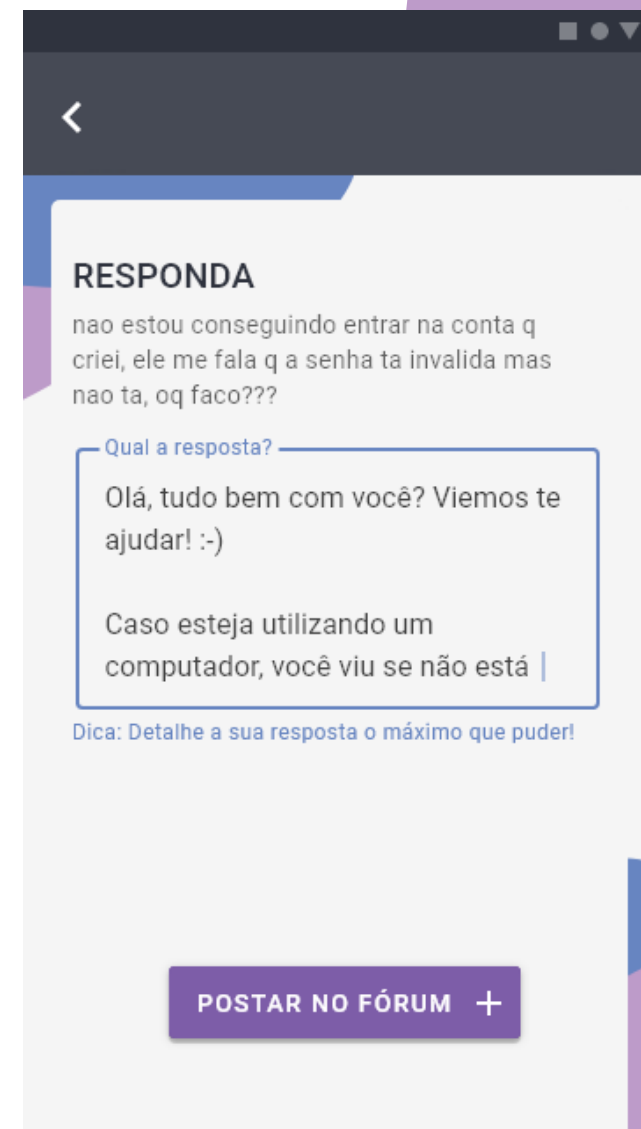 RESPONDA
nao estou conseguindo entrar na conta q
criei, ele me fala q a senha ta invalida mas
nao ta, oq faco???
Qual a resposta?
Olá, tudo bem com você? Viemos te
ajudar! :-)
Caso esteja utilizando um
computador, você viu se não está
Dica: Detalhe a sua resposta o máximo que puder!
POSTAR NO FÓRUM +